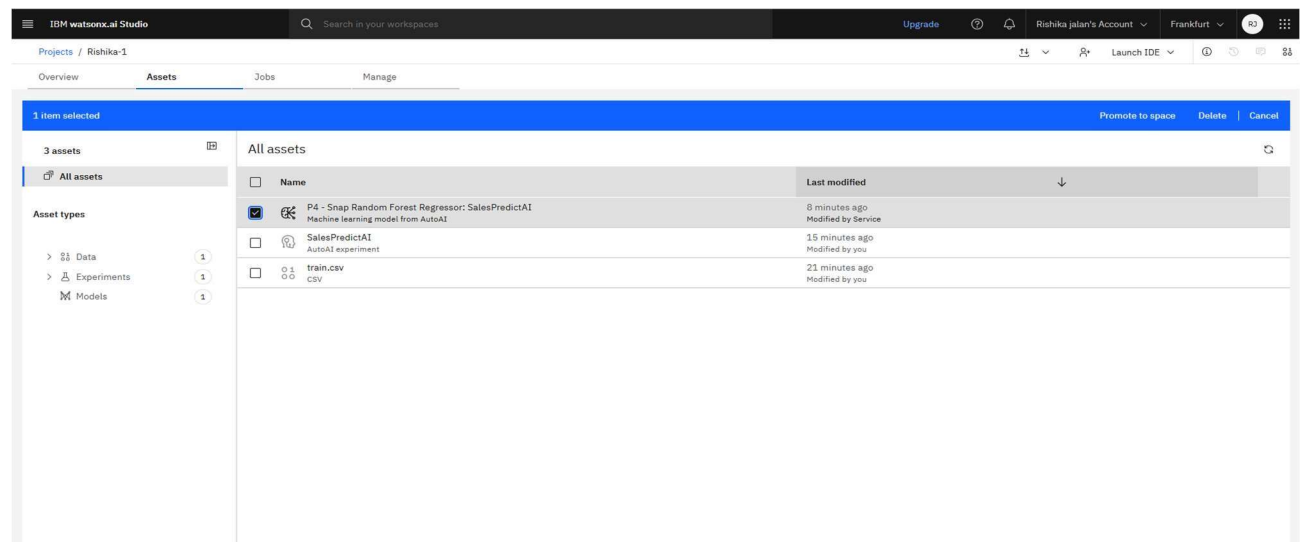 IBM watsonx.ai Studio
Search in your workspaces
Upgrade
Rishika jalan's Account
Frankfurt
RJ
Projects / Rishika-1
Launch IDE
Overview
Assets
Jobs
Manage
1 item selected
Promote to space
Delete
Cancel
3 assets
All assets
Asset types
Data 1
Experiments 1
Models 1
All assets
Name
Last modified
P4 - Snap Random Forest Regressor: SalesPredictAI
Machine learning model from AutoAI
8 minutes ago
Modified by Service
SalesPredictAI
AutoAI experiment
15 minutes ago
Modified by you
train.csv
CSV
21 minutes ago
Modified by you